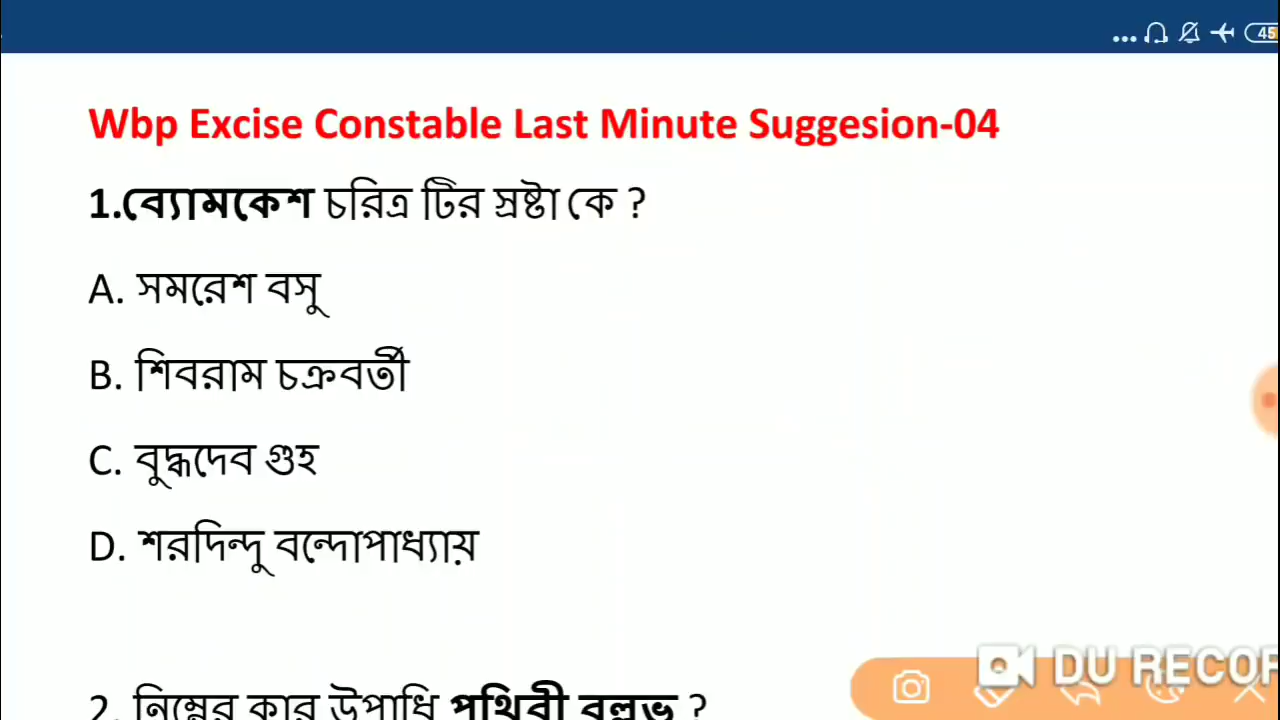 45
Wbp Excise Constable Last Minute Suggesion-04
1.ব্যোমকেশ চরিত্র টির স্রষ্টা কে ?
A. সমরেশ বসু
B. শিবরাম চক্রবর্তী
C. বুদ্ধদেব গুহ
D. শরদিন্দু বন্দোপাধ্যায়
2. নিম্নের কার উপাধি পৃথিবী বল্লভ ?
DU RECOR